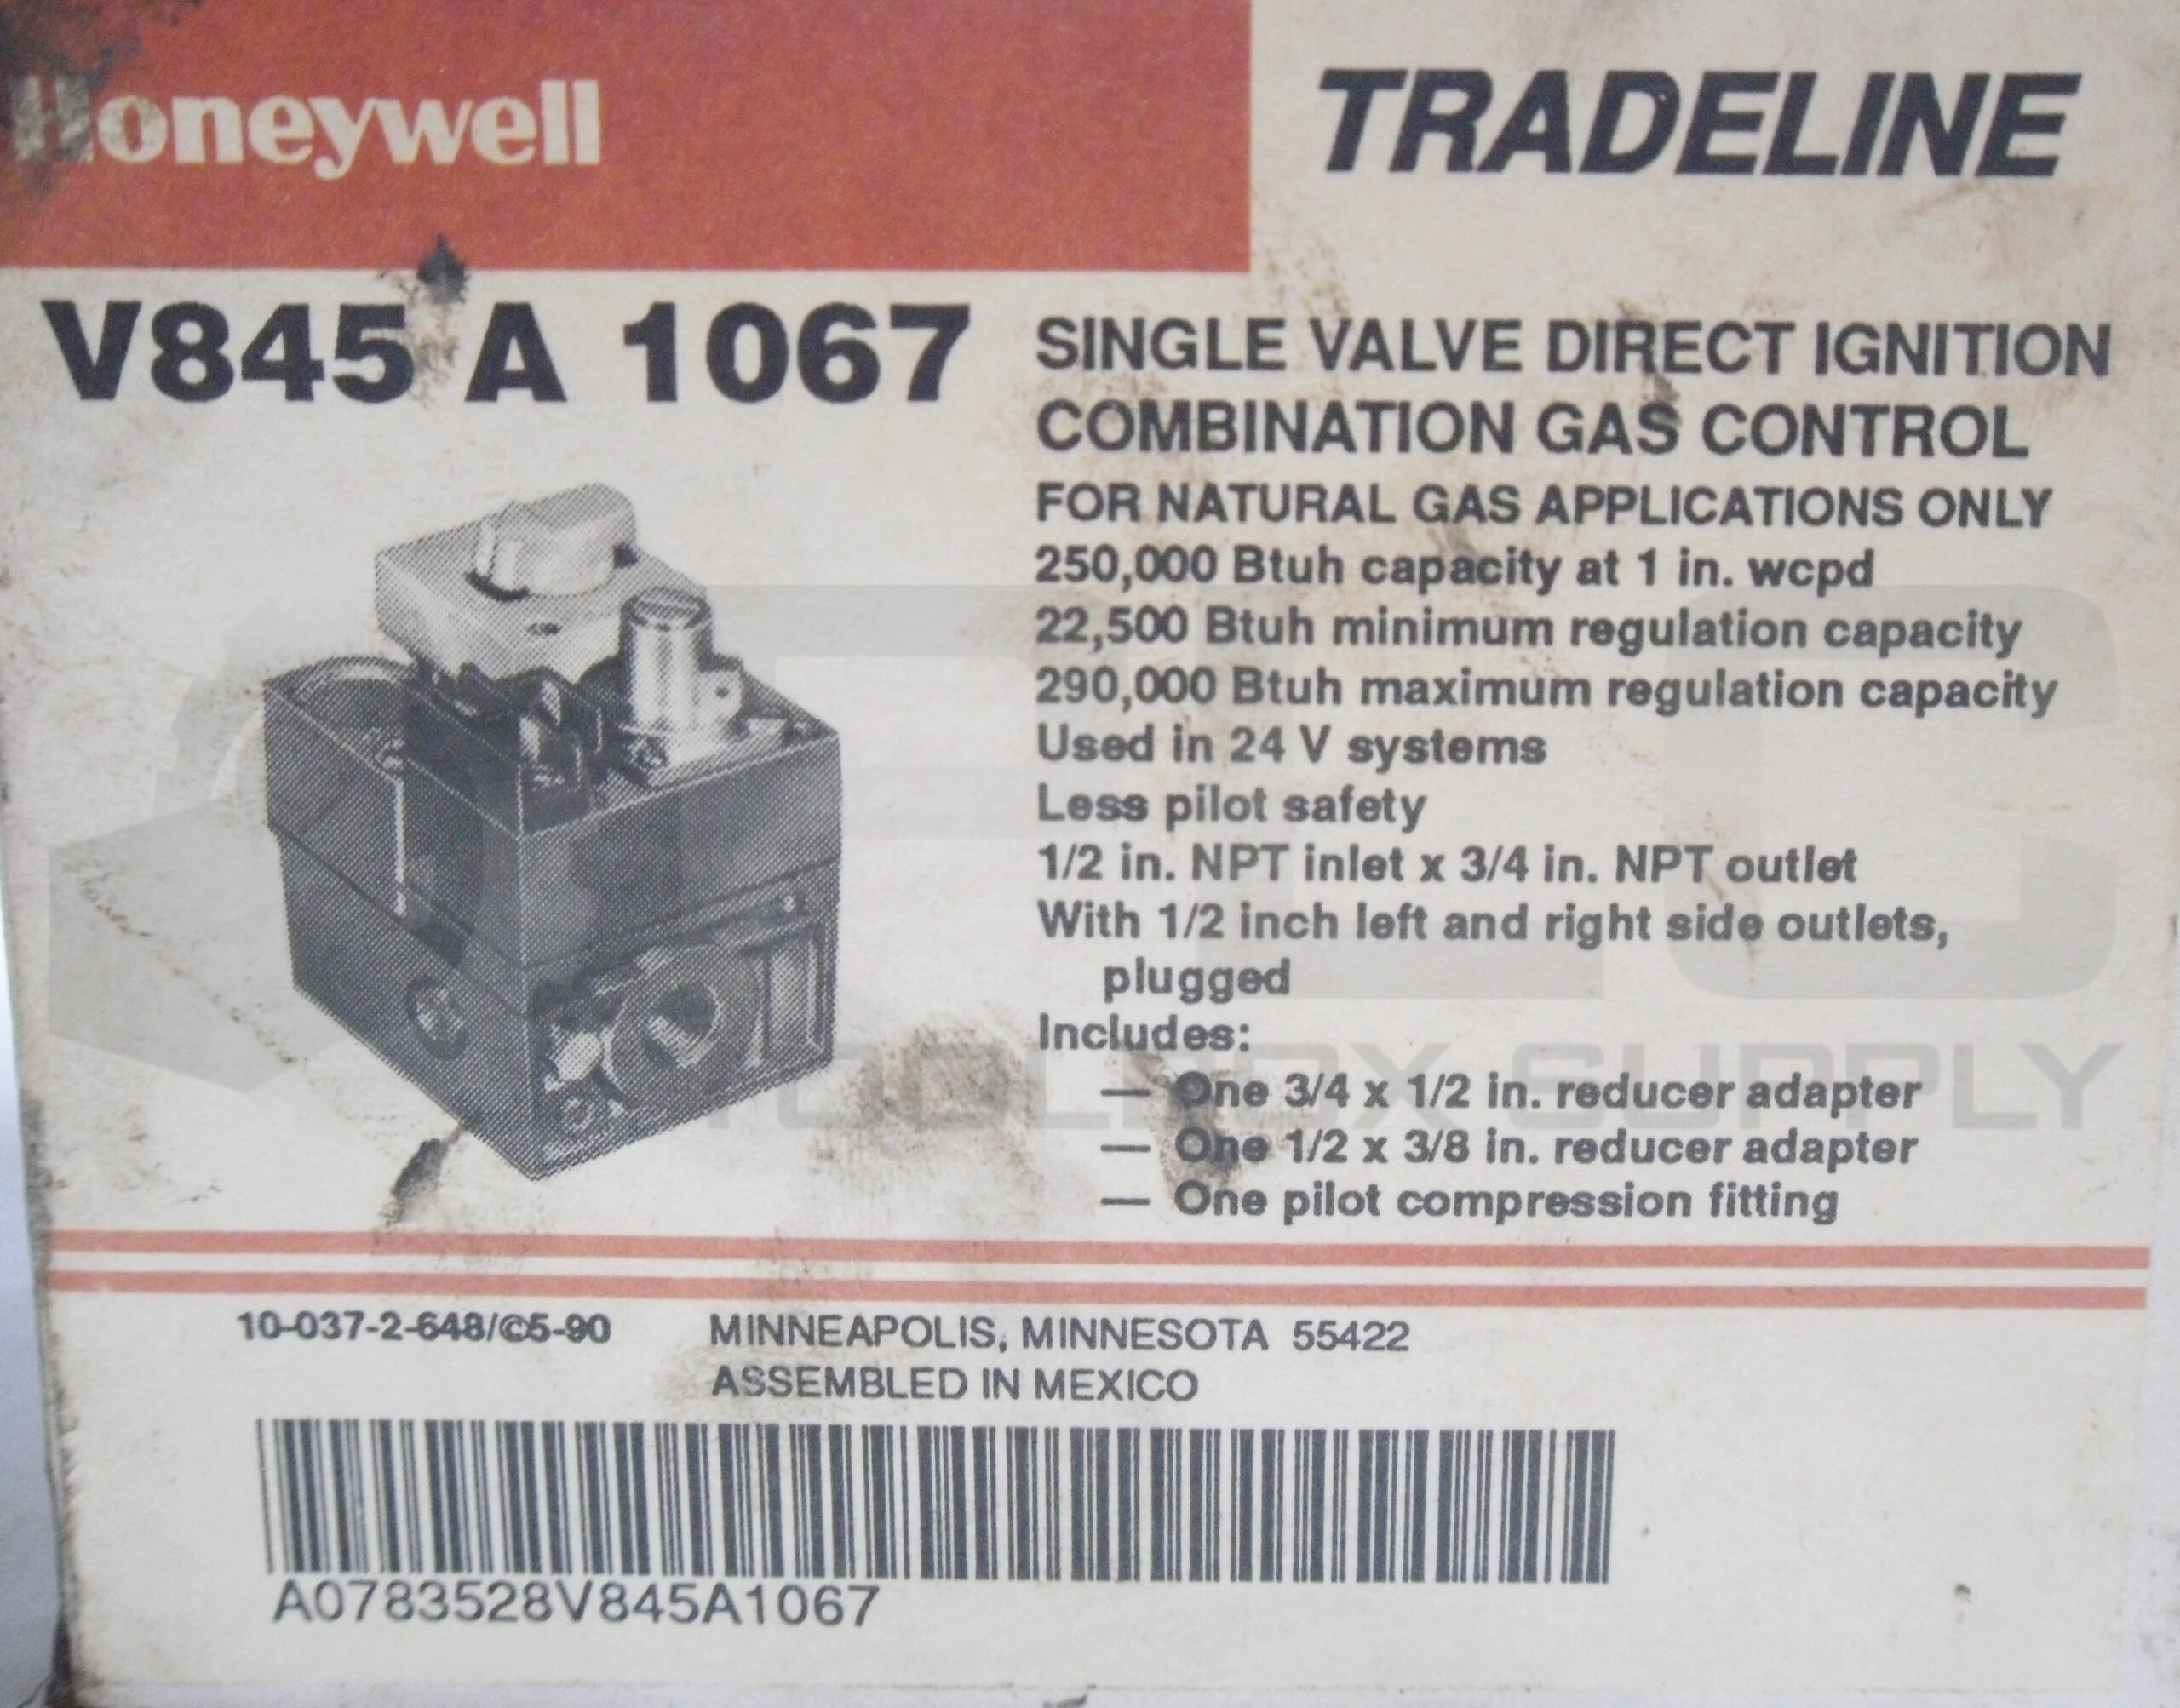 Honeywell
TRADELINE
V845 A 1067
SINGLE VALVE DIRECT IGNITION
COMBINATION GAS CONTROL
FOR NATURAL GAS APPLICATIONS ONLY
250,000 Btuh capacity at 1 in. wcpd
22,500 Btuh minimum regulation capacity
290,000 Btuh maximum regulation capacity
Used in 24 V systems
Less pilot safety
1/2 in. NPT inlet x 3/4 in. NPT outlet
With 1/2 inch left and right side outlets,
plugged
Includes:
— One 3/4 x 1/2 in. reducer adapter
— One 1/2 x 3/8 in. reducer adapter
— One pilot compression fitting
10-037-2-648/©5-90
MINNEAPOLIS, MINNESOTA 55422
ASSEMBLED IN MEXICO
A0783528V845A1067